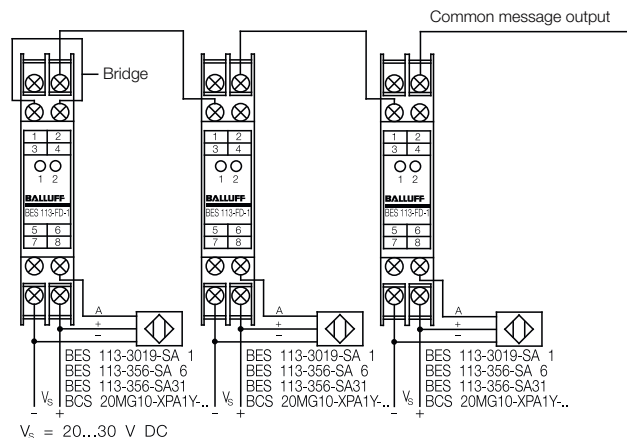 Common message output
Bridge
1 2
3 4
1 2
BALLUFF
BES 113-FD-1
5 6
7 8
A
+
–
BES 113-3019-SA 1
BES 113-356-SA 6
BES 113-356-SA31
BCS 20MG10-XPA1Y-..
Vs
– +
1 2
3 4
1 2
BALLUFF
BES 113-FD-1
5 6
7 8
A
+
–
BES 113-3019-SA 1
BES 113-356-SA 6
BES 113-356-SA31
BCS 20MG10-XPA1Y-..
Vs
– +
1 2
3 4
1 2
BALLUFF
BES 113-FD-1
5 6
7 8
A
+
–
BES 113-3019-SA 1
BES 113-356-SA 6
BES 113-356-SA31
BCS 20MG10-XPA1Y-..
Vs
– +
Vs = 20...30 V DC